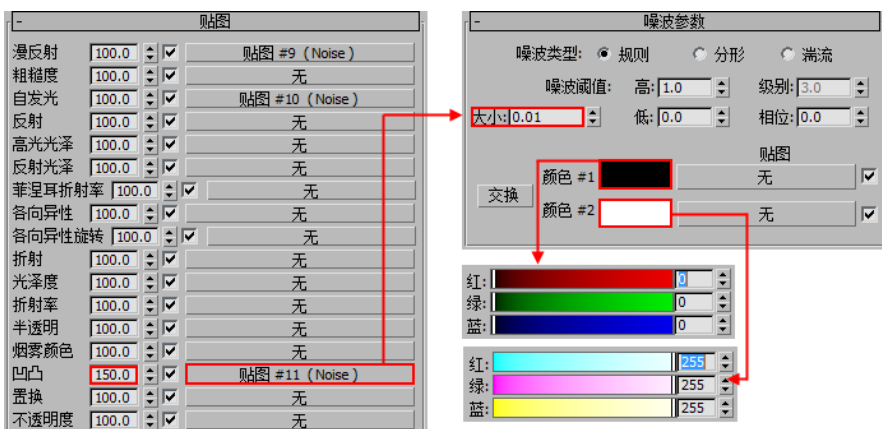 - 贴图
漫反射 100.0 贴图 #9 (Noise)
粗糙度 100.0 无
自发光 100.0 贴图 #10 (Noise)
反射 100.0 无
高光光泽 100.0 无
反射光泽 100.0 无
菲涅耳折射率 100.0 无
各向异性 100.0 无
各向异性旋转 100.0 无
折射 100.0 无
光泽度 100.0 无
折射率 100.0 无
半透明 100.0 无
烟雾颜色 100.0 无
凹凸 150.0 贴图 #11 (Noise)
置换 100.0 无
不透明度 100.0 无
- 噪波参数
噪波类型: 规则 分形 湍流
噪波阈值: 高: 1.0 级别: 3.0
大小: 0.01 低: 0.0 相位: 0.0
贴图
颜色 #1 无
交换
颜色 #2 无
红: 0
绿: 0
蓝: 0
红: 255
绿: 255
蓝: 255